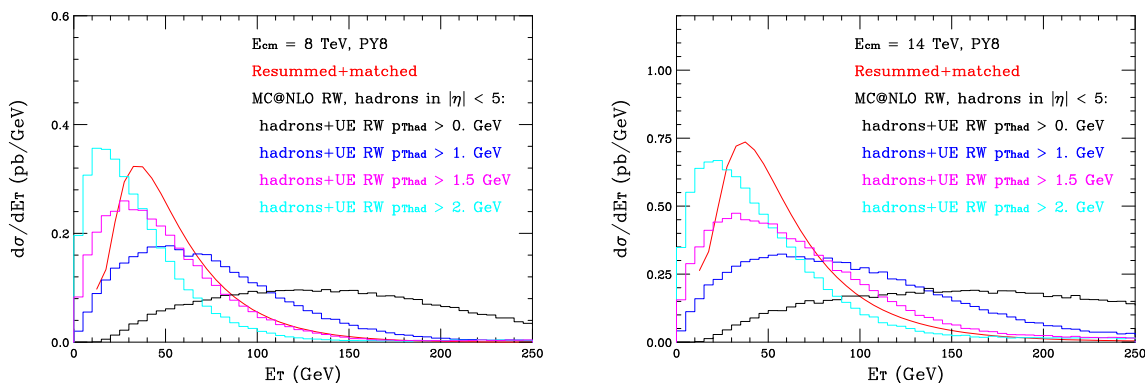 0.6
0.4
0.2
0.0
0
50
100
150
200
250
dσ/dET (pb/GeV)
ET (GeV)
Ecm = 8 TeV, PY8
Resummed+matched
MC@NLO RW, hadrons in |η| < 5:
hadrons+UE RW pThad > 0. GeV
hadrons+UE RW pThad > 1. GeV
hadrons+UE RW pThad > 1.5 GeV
hadrons+UE RW pThad > 2. GeV
1.00
0.75
0.50
0.25
0.00
0
50
100
150
200
250
dσ/dET (pb/GeV)
ET (GeV)
Ecm = 14 TeV, PY8
Resummed+matched
MC@NLO RW, hadrons in |η| < 5:
hadrons+UE RW pThad > 0. GeV
hadrons+UE RW pThad > 1. GeV
hadrons+UE RW pThad > 1.5 GeV
hadrons+UE RW pThad > 2. GeV